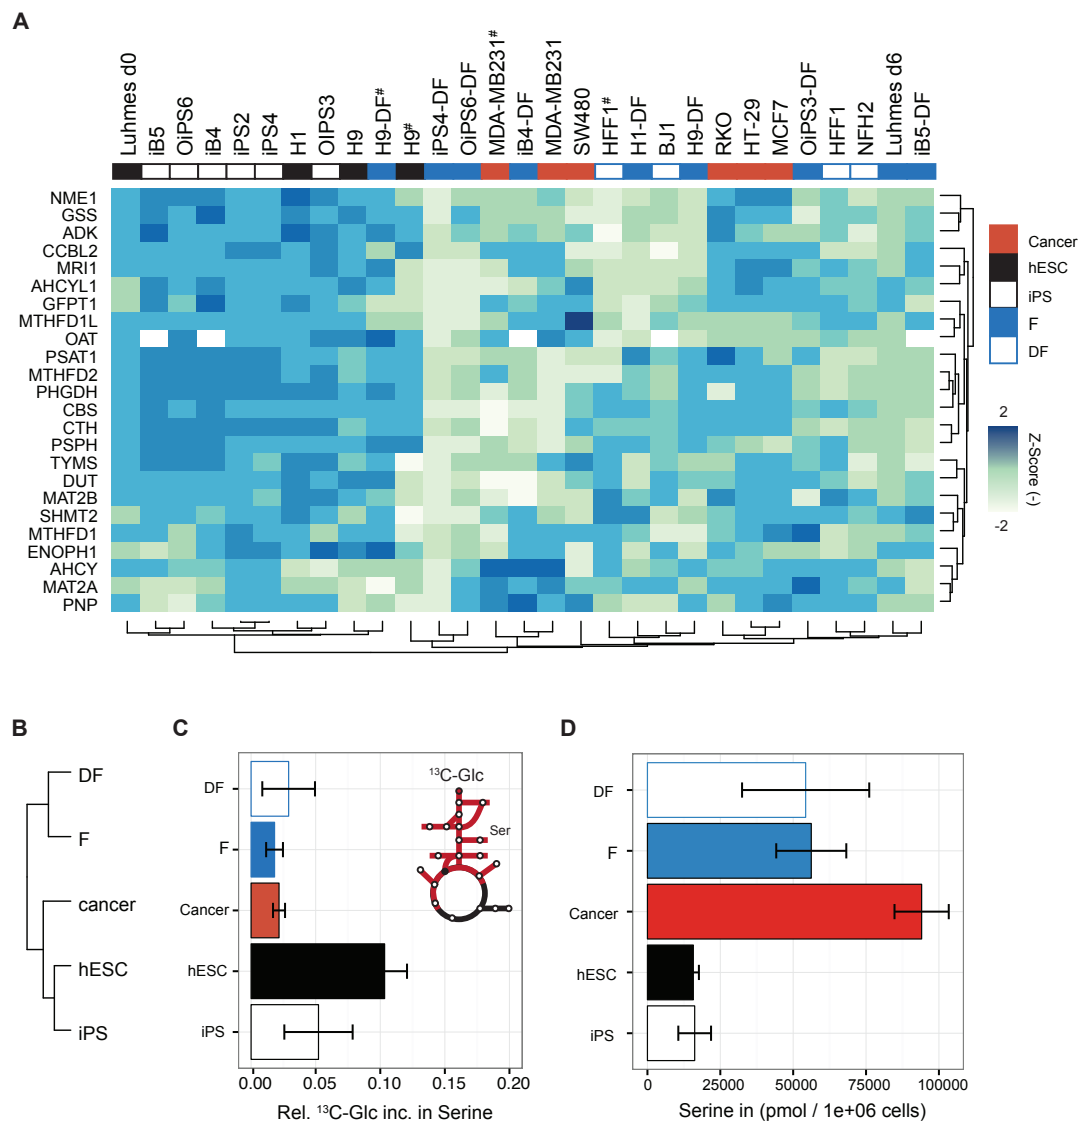 A
Luhmes d0
iB5
OiPS6
iB4
iPS2
iPS4
H1
OIPS3
H9
H9-DF#
H9#
iPS4-DF
OiPS6-DF
MDA-MB231#
iB4-DF
MDA-MB231
SW480
HFF1#
H1-DF
BJ1
H9-DF
RKO
HT-29
MCF7
OiPS3-DF
HFF1
NFH2
Luhmes d6
iB5-DF
NME1
GSS
ADK
CCBL2
MRI1
AHCYL1
GFPT1
MTHFD1L
OAT
PSAT1
MTHFD2
PHGDH
CBS
CTH
PSPH
TYMS
DUT
MAT2B
SHMT2
MTHFD1
ENOPH1
AHCY
MAT2A
PNP
Cancer
hESC
iPS
F
DF
2
Z-Score (-)
-2
B
DF
F
cancer
hESC
iPS
C
DF
F
Cancer
hESC
iPS
¹³C-Glc
Ser
0.00 0.05 0.10 0.15 0.20
Rel. ¹³C-Glc inc. in Serine
D
DF
F
Cancer
hESC
iPS
0 25000 50000 75000 100000
Serine in (pmol / 1e+06 cells)